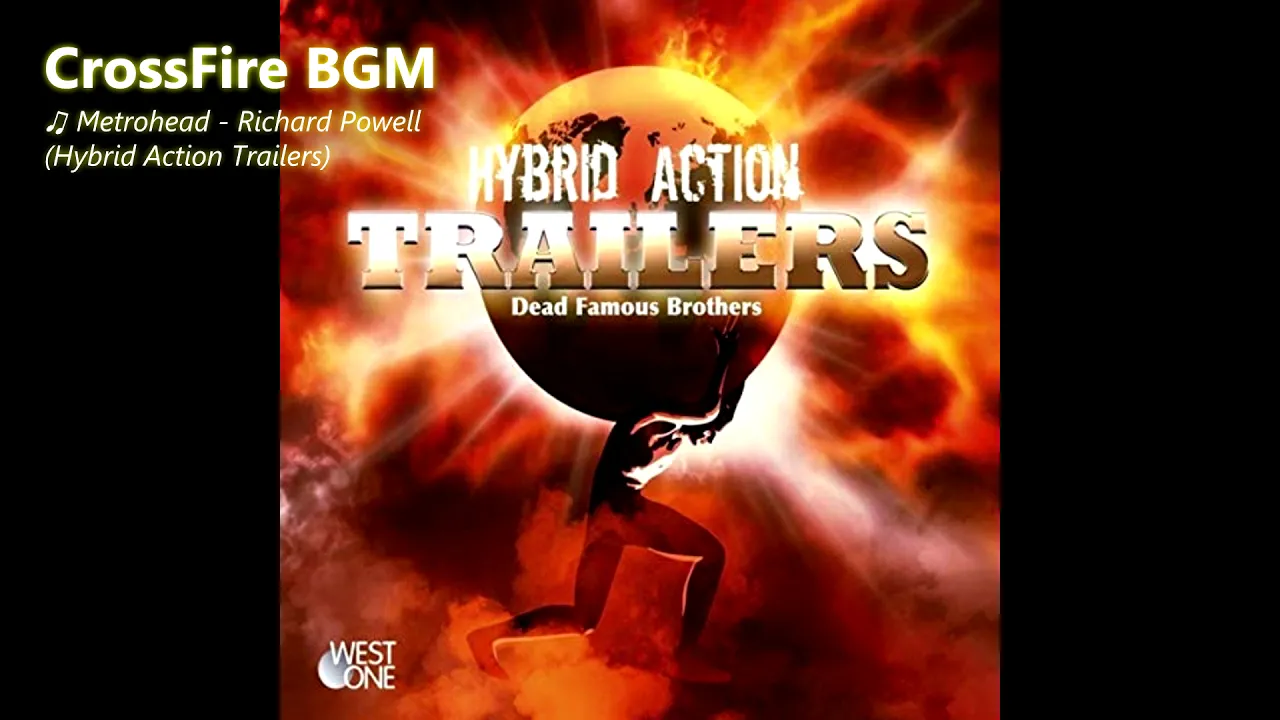 CrossFire BGM
♫ Metrohead - Richard Powell
(Hybrid Action Trailers)
HYBRID ACTION
TRAILERS
Dead Famous Brothers
WEST
ONE